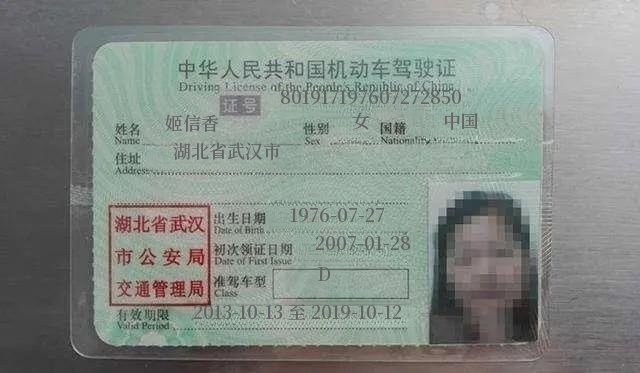 中华人民共和国机动车驾驶证
Driving License of the People's Republic of China
证号 801917197607272850
姓名 姬信香 性别 女 国籍 中国
Name Sex Nationality
住址 湖北省武汉市
Address
湖北省武汉
市公安局
交通管理局
出生日期 1976-07-27
Date of Birth
初次领证日期 2007-01-28
Date of First Issue
准驾车型 D
Class
有效期限 2013-10-13 至 2019-10-12
Valid Period